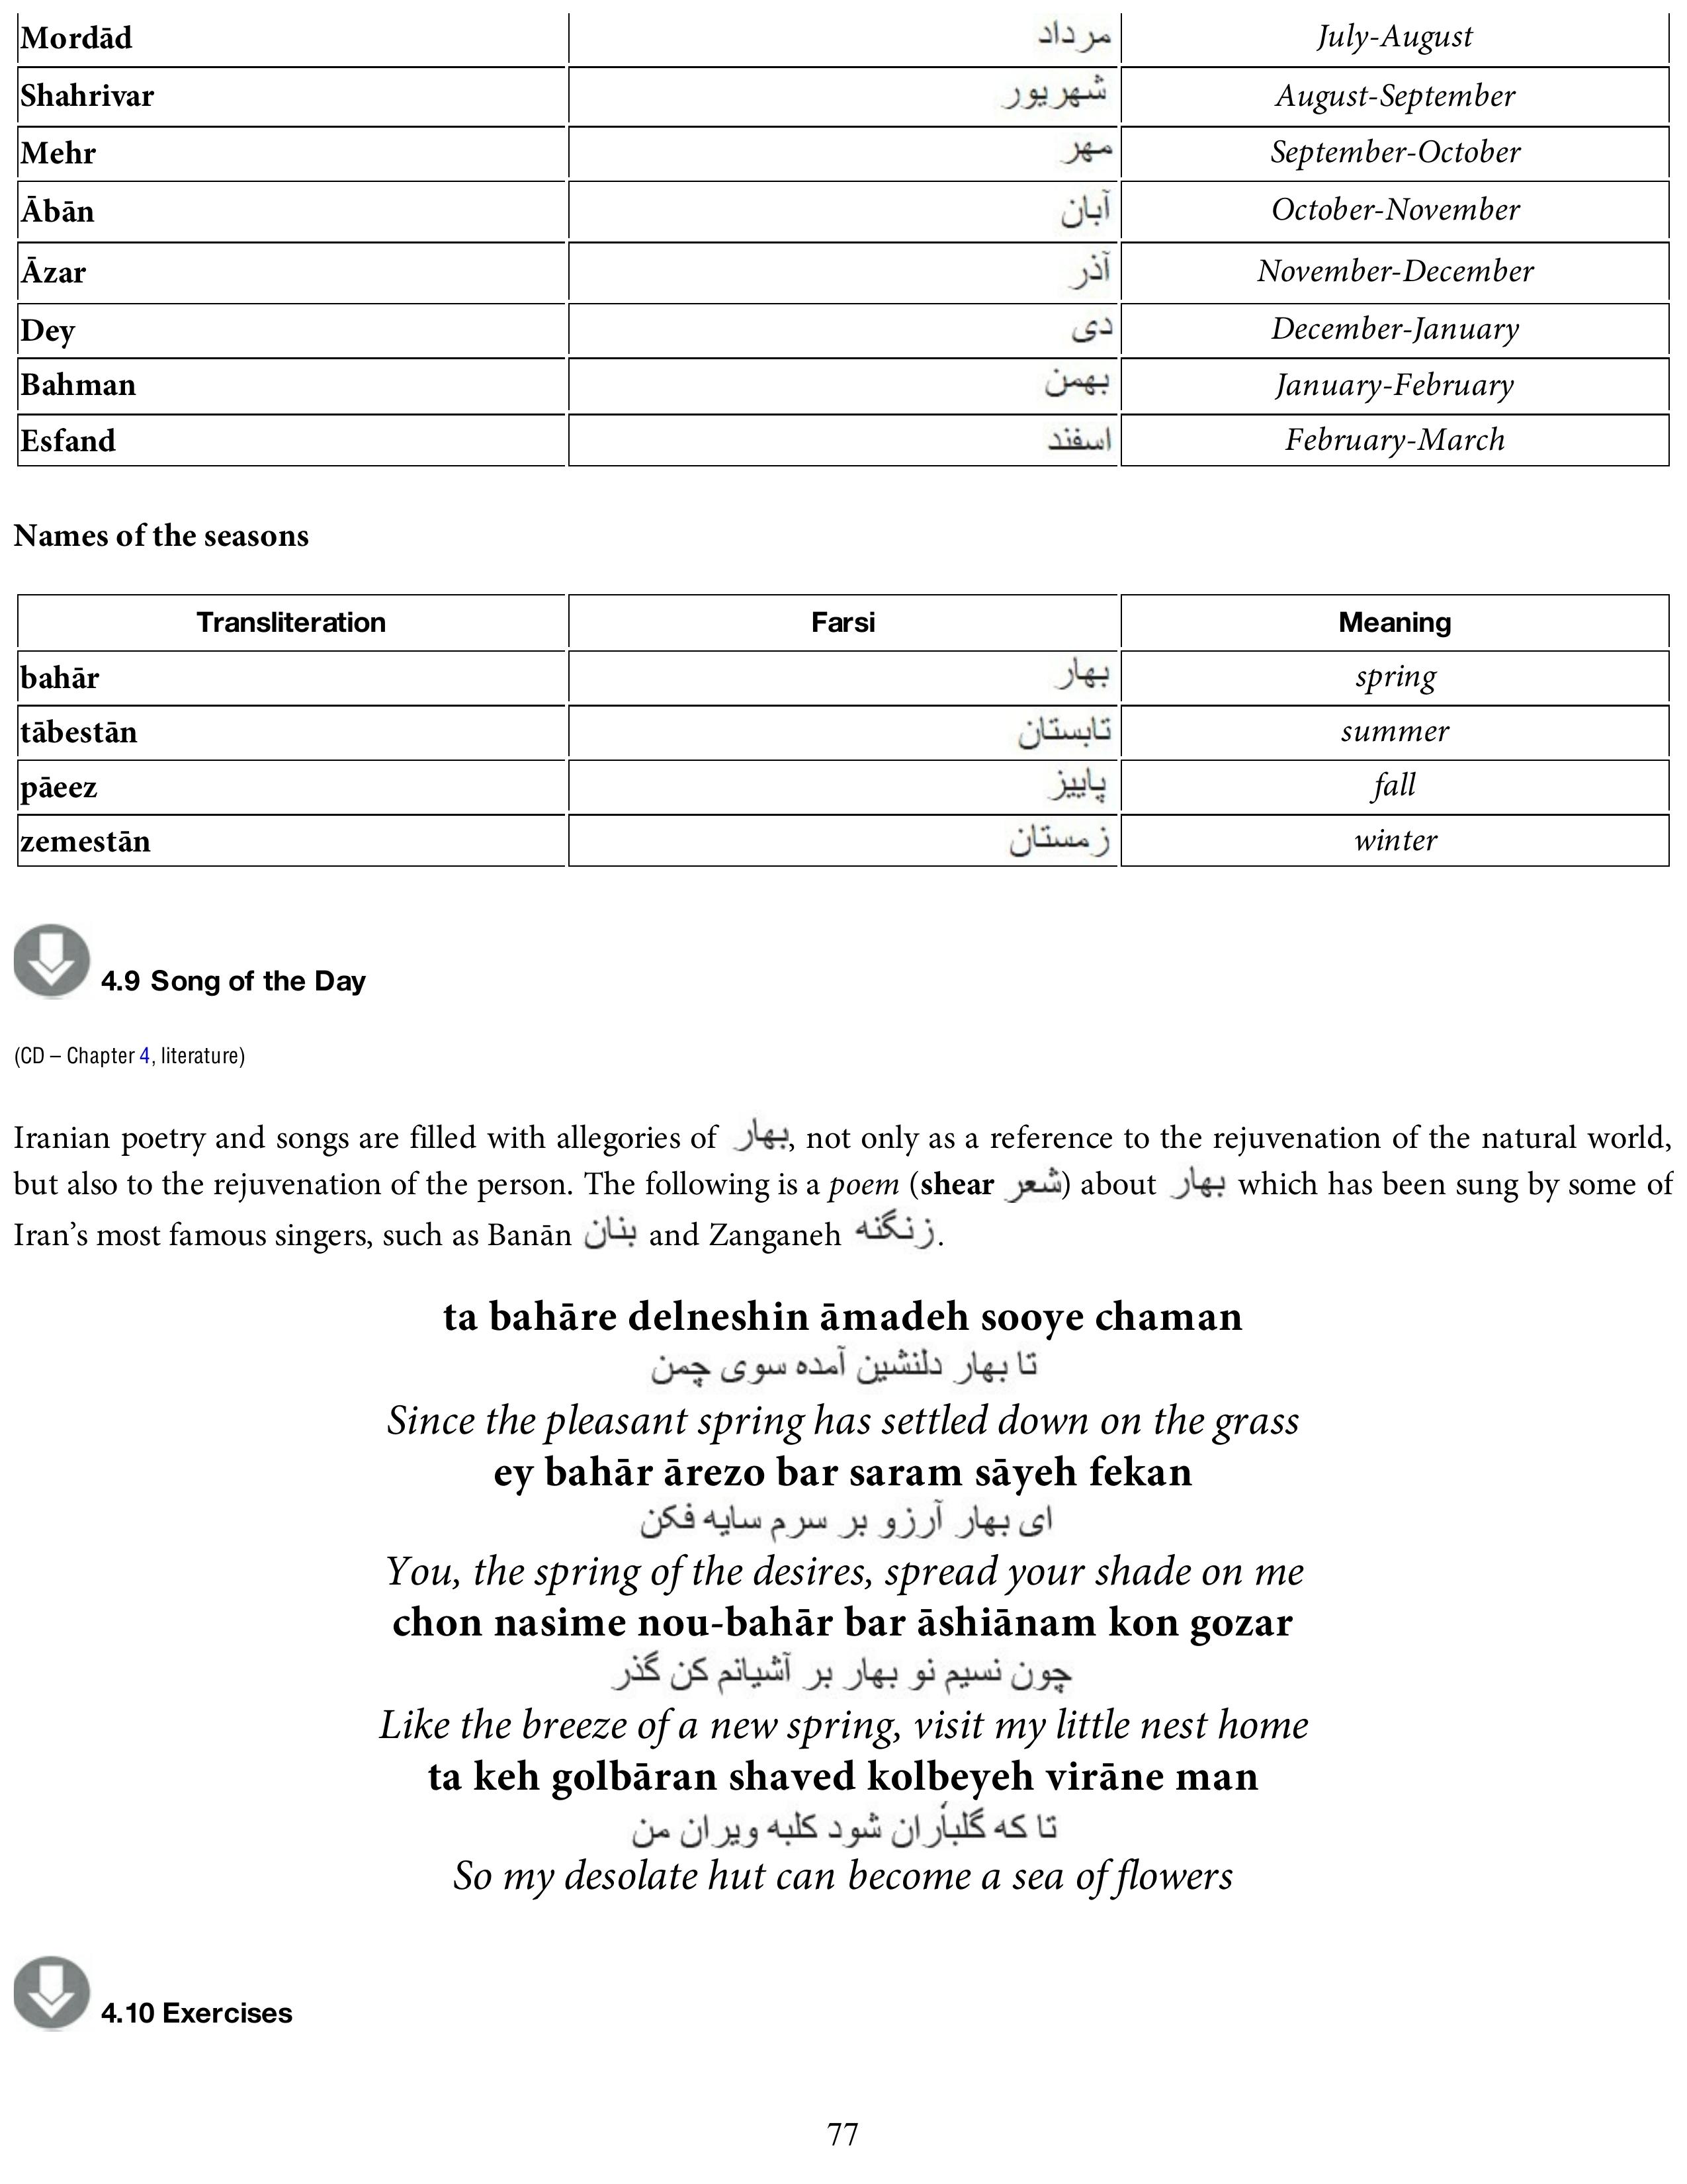 Mordād مرداد July-August
Shahrivar شهریور August-September
Mehr مهر September-October
Ābān آبان October-November
Āzar آذر November-December
Dey دی December-January
Bahman بهمن January-February
Esfand اسفند February-March
Names of the seasons
Transliteration Farsi Meaning
bahār بهار spring
tābestān تابستان summer
pāeez پاییز fall
zemestān زمستان winter
4.9 Song of the Day
(CD – Chapter 4, literature)
Iranian poetry and songs are filled with allegories of بهار, not only as a reference to the rejuvenation of the natural world,
but also to the rejuvenation of the person. The following is a poem (shear شعر) about بهار which has been sung by some of
Iran’s most famous singers, such as Banān بنان and Zanganeh زنگنه.
ta bahāre delneshin āmadeh sooye chaman
تا بهار دلنشین آمده سوی چمن
Since the pleasant spring has settled down on the grass
ey bahār ārezo bar saram sāyeh fekan
ای بهار آرزو بر سرم سایه فکن
You, the spring of the desires, spread your shade on me
chon nasime nou-bahār bar āshiānam kon gozar
چون نسیم نو بهار بر آشیانم کن گذر
Like the breeze of a new spring, visit my little nest home
ta keh golbāran shaved kolbeyeh virāne man
تا که گلباران شود کلبه ویران من
So my desolate hut can become a sea of flowers
4.10 Exercises
77